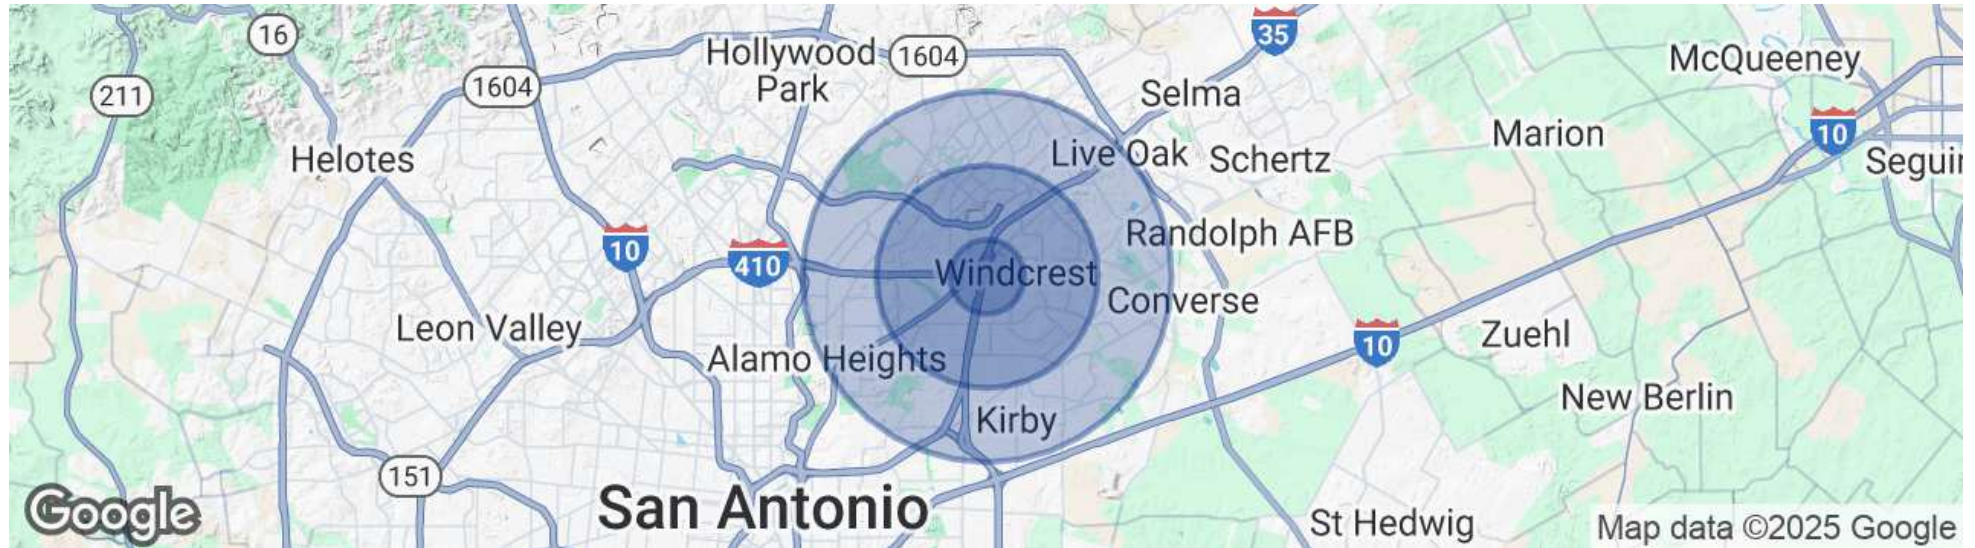 16
35
Hollywood
Park
1604
McQueeney
1604
211
Selma
10
Marion
Live Oak
Schertz
Helotes
Seguin
Randolph AFB
10
410
Windcrest
Converse
Leon Valley
Zuehl
10
Alamo Heights
New Berlin
Kirby
151
San Antonio
Google
St Hedwig
Map data ©2025 Google